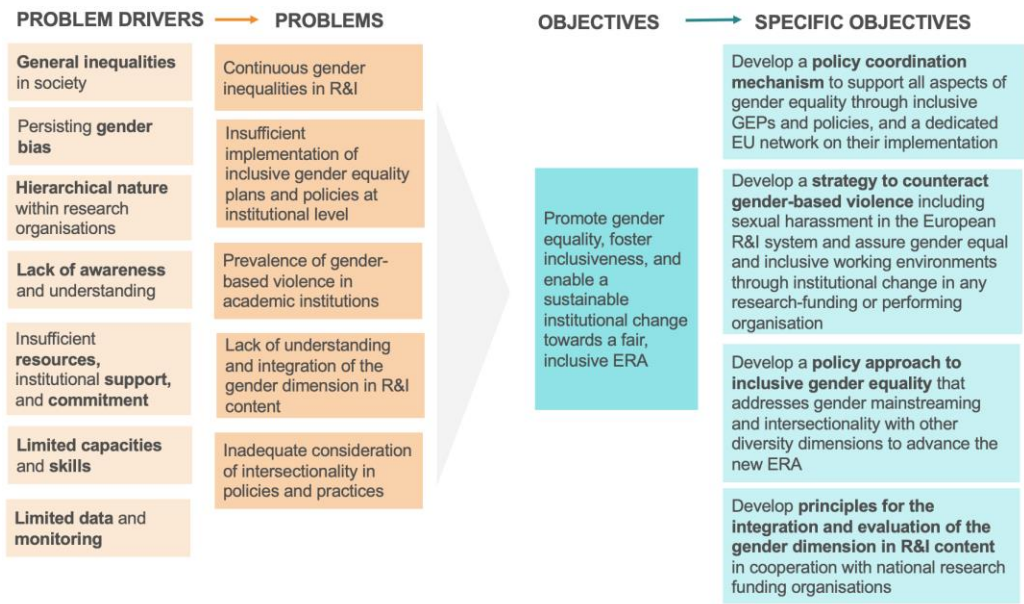 PROBLEM DRIVERS
PROBLEMS
OBJECTIVES
SPECIFIC OBJECTIVES
General inequalities
in society
Persisting gender
bias
Hierarchical nature
within research
organisations
Lack of awareness
and understanding
Insufficient
resources,
institutional support,
and commitment
Limited capacities
and skills
Limited data and
monitoring
Continuous gender
inequalities in R&I
Insufficient
implementation of
inclusive gender equality
plans and policies at
institutional level
Prevalence of gender-
based violence in
academic institutions
Lack of understanding
and integration of the
gender dimension in R&I
content
Inadequate consideration
of intersectionality in
policies and practices
Promote gender
equality, foster
inclusiveness, and
enable a
sustainable
institutional change
towards a fair,
inclusive ERA
Develop a policy coordination
mechanism to support all aspects of
gender equality through inclusive
GEPs and policies, and a dedicated
EU network on their implementation
Develop a strategy to counteract
gender-based violence including
sexual harassment in the European
R&I system and assure gender equal
and inclusive working environments
through institutional change in any
research-funding or performing
organisation
Develop a policy approach to
inclusive gender equality that
addresses gender mainstreaming
and intersectionality with other
diversity dimensions to advance the
new ERA
Develop principles for the
integration and evaluation of the
gender dimension in R&I content
in cooperation with national research
funding organisations